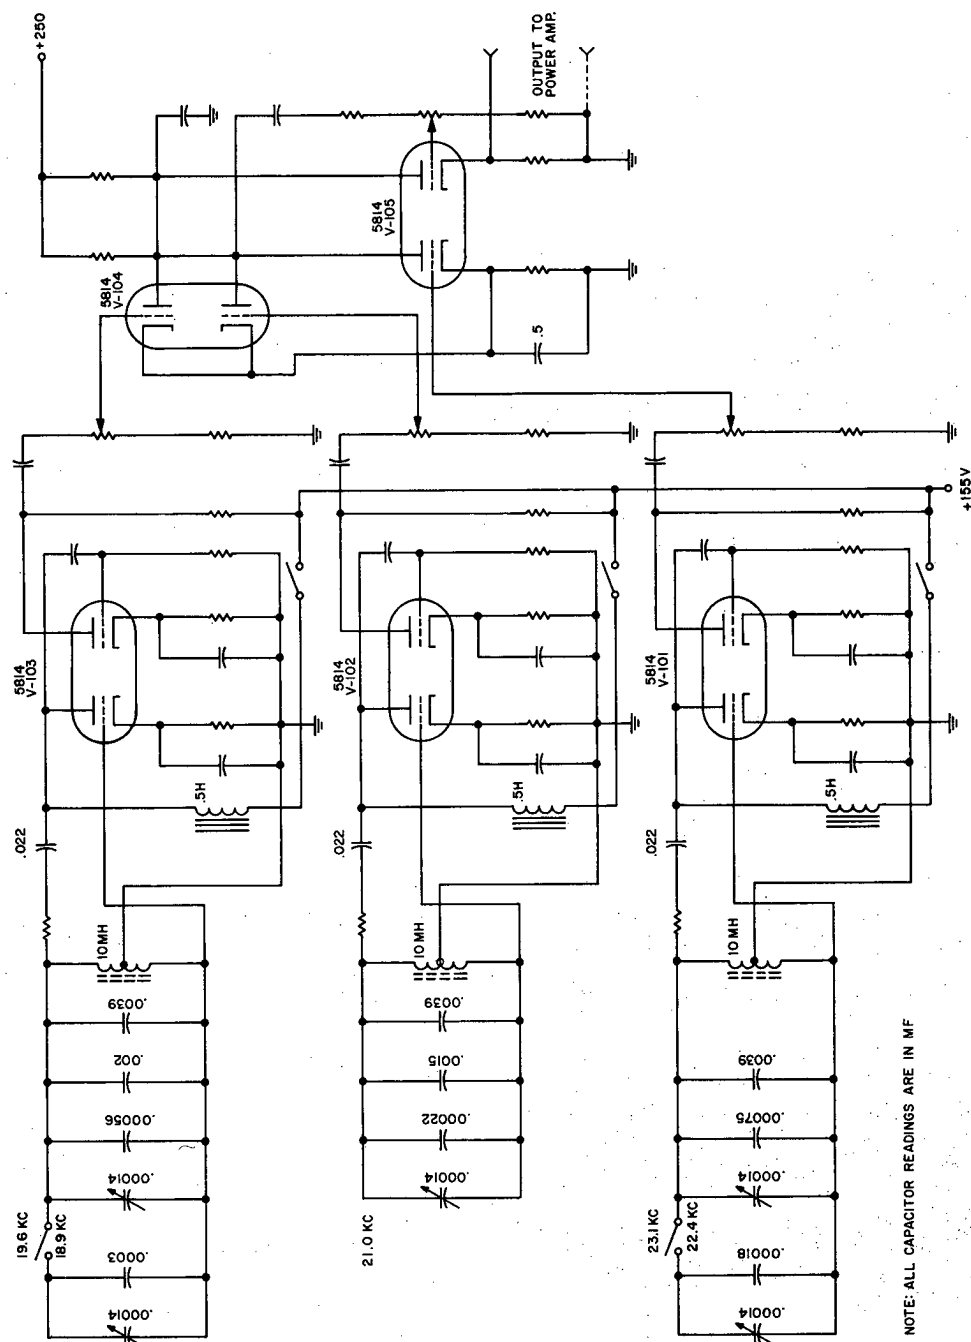 +250
OUTPUT TO
POWER AMP.
5814
V-104
5814
V-105
+155V
5814
V-103
5814
V-102
5814
V-101
.5
.5H
.5H
.5H
.022
.022
.022
10 MH
10 MH
10 MH
.0039
.002
.00056
.00014
19.6 KC
18.9 KC
.0003
.00014
.0039
.0015
.00022
.00014
21.0 KC
.0039
.00075
.00014
23.1 KC
22.4 KC
.00018
.00014
NOTE: ALL CAPACITOR READINGS ARE IN MF